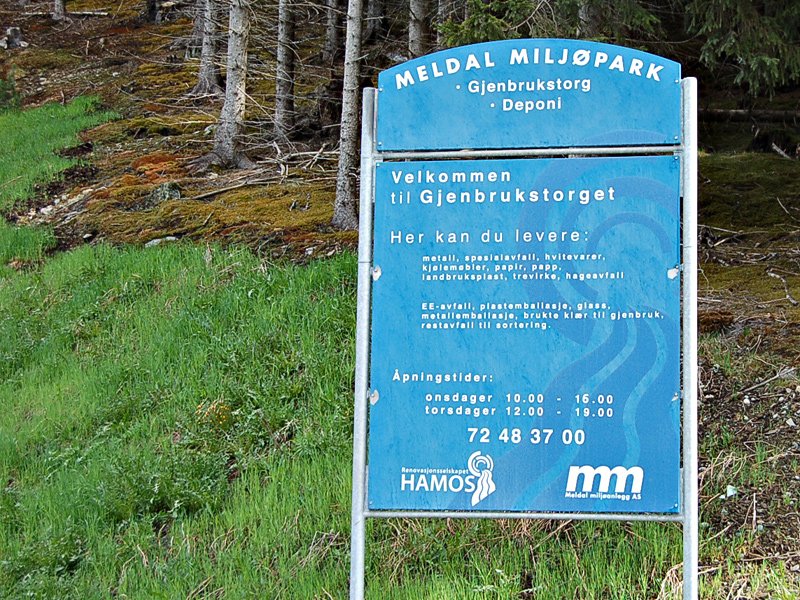 MELDAL MILJØPARK
• Gjenbrukstorg
• Deponi
Velkommen
til Gjenbrukstorget
Her kan du levere:
metall, spesialavfall, hvitevarer,
kjølemøbler, papir, papp,
landbruksplast, trevirke, hageavfall
EE-avfall, plastemballasje, glass,
metallemballasje, brukte klær til gjenbruk,
restavfall til sortering.
Åpningstider:
onsdager 10.00 - 16.00
torsdager 12.00 - 19.00
72 48 37 00
Renovasjonsselskapet
HAMOS
mm
Meldal miljøanlegg AS